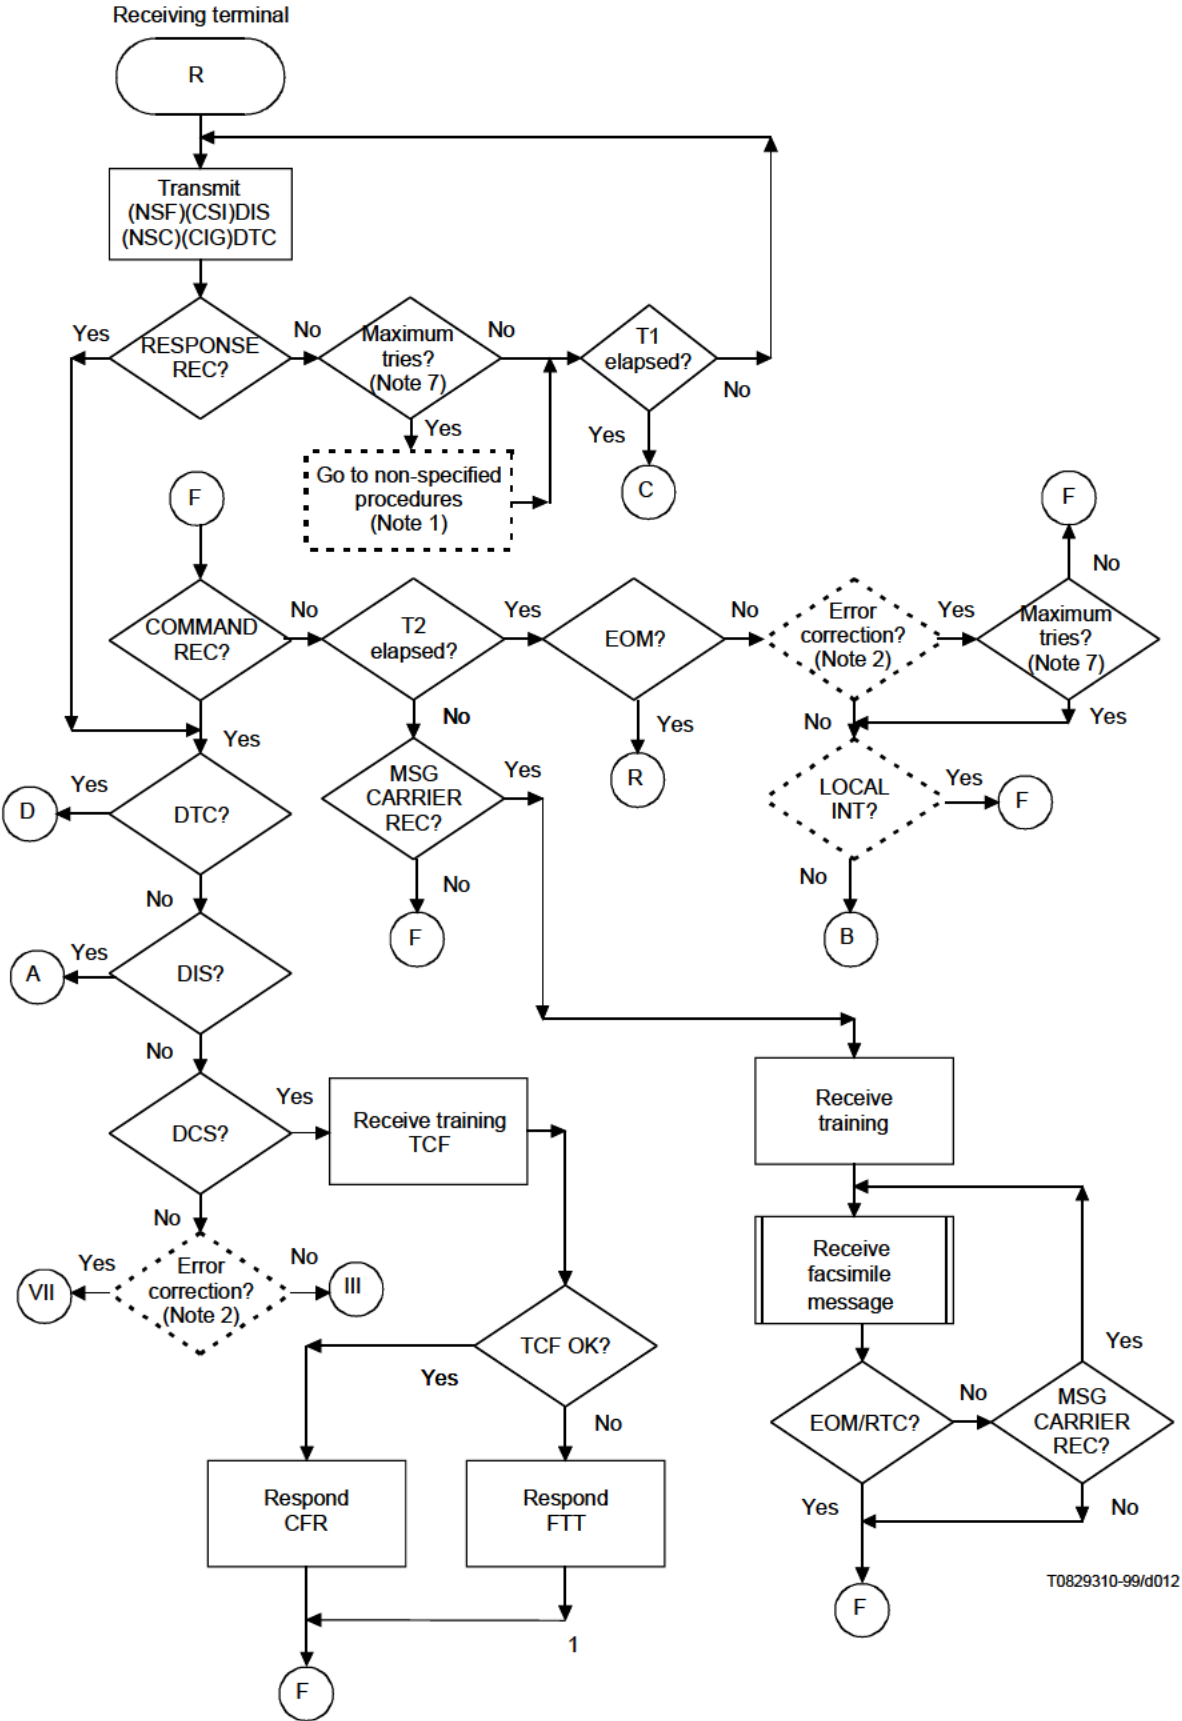 Receiving terminal
R
Transmit
(NSF)(CSI)DIS
(NSC)(CIG)DTC
Yes
RESPONSE
REC?
No
Maximum
tries?
(Note 7)
No
T1
elapsed?
No
Yes
Yes
Go to non-specified
procedures
(Note 1)
C
F
F
No
COMMAND
REC?
No
T2
elapsed?
Yes
EOM?
No
Error
correction?
(Note 2)
Yes
Maximum
tries?
(Note 7)
Yes
No
Yes
No
Yes
Yes
DTC?
D
MSG
CARRIER
REC?
Yes
R
LOCAL
INT?
Yes
F
No
No
No
F
B
Yes
DIS?
A
No
DCS?
Yes
Receive training
TCF
Receive
training
No
Yes
Error
correction?
(Note 2)
No
VII
III
Receive
facsimile
message
TCF OK?
Yes
No
Yes
EOM/RTC?
No
MSG
CARRIER
REC?
Respond
CFR
Respond
FTT
Yes
No
T0829310-99/d012
F
1
F